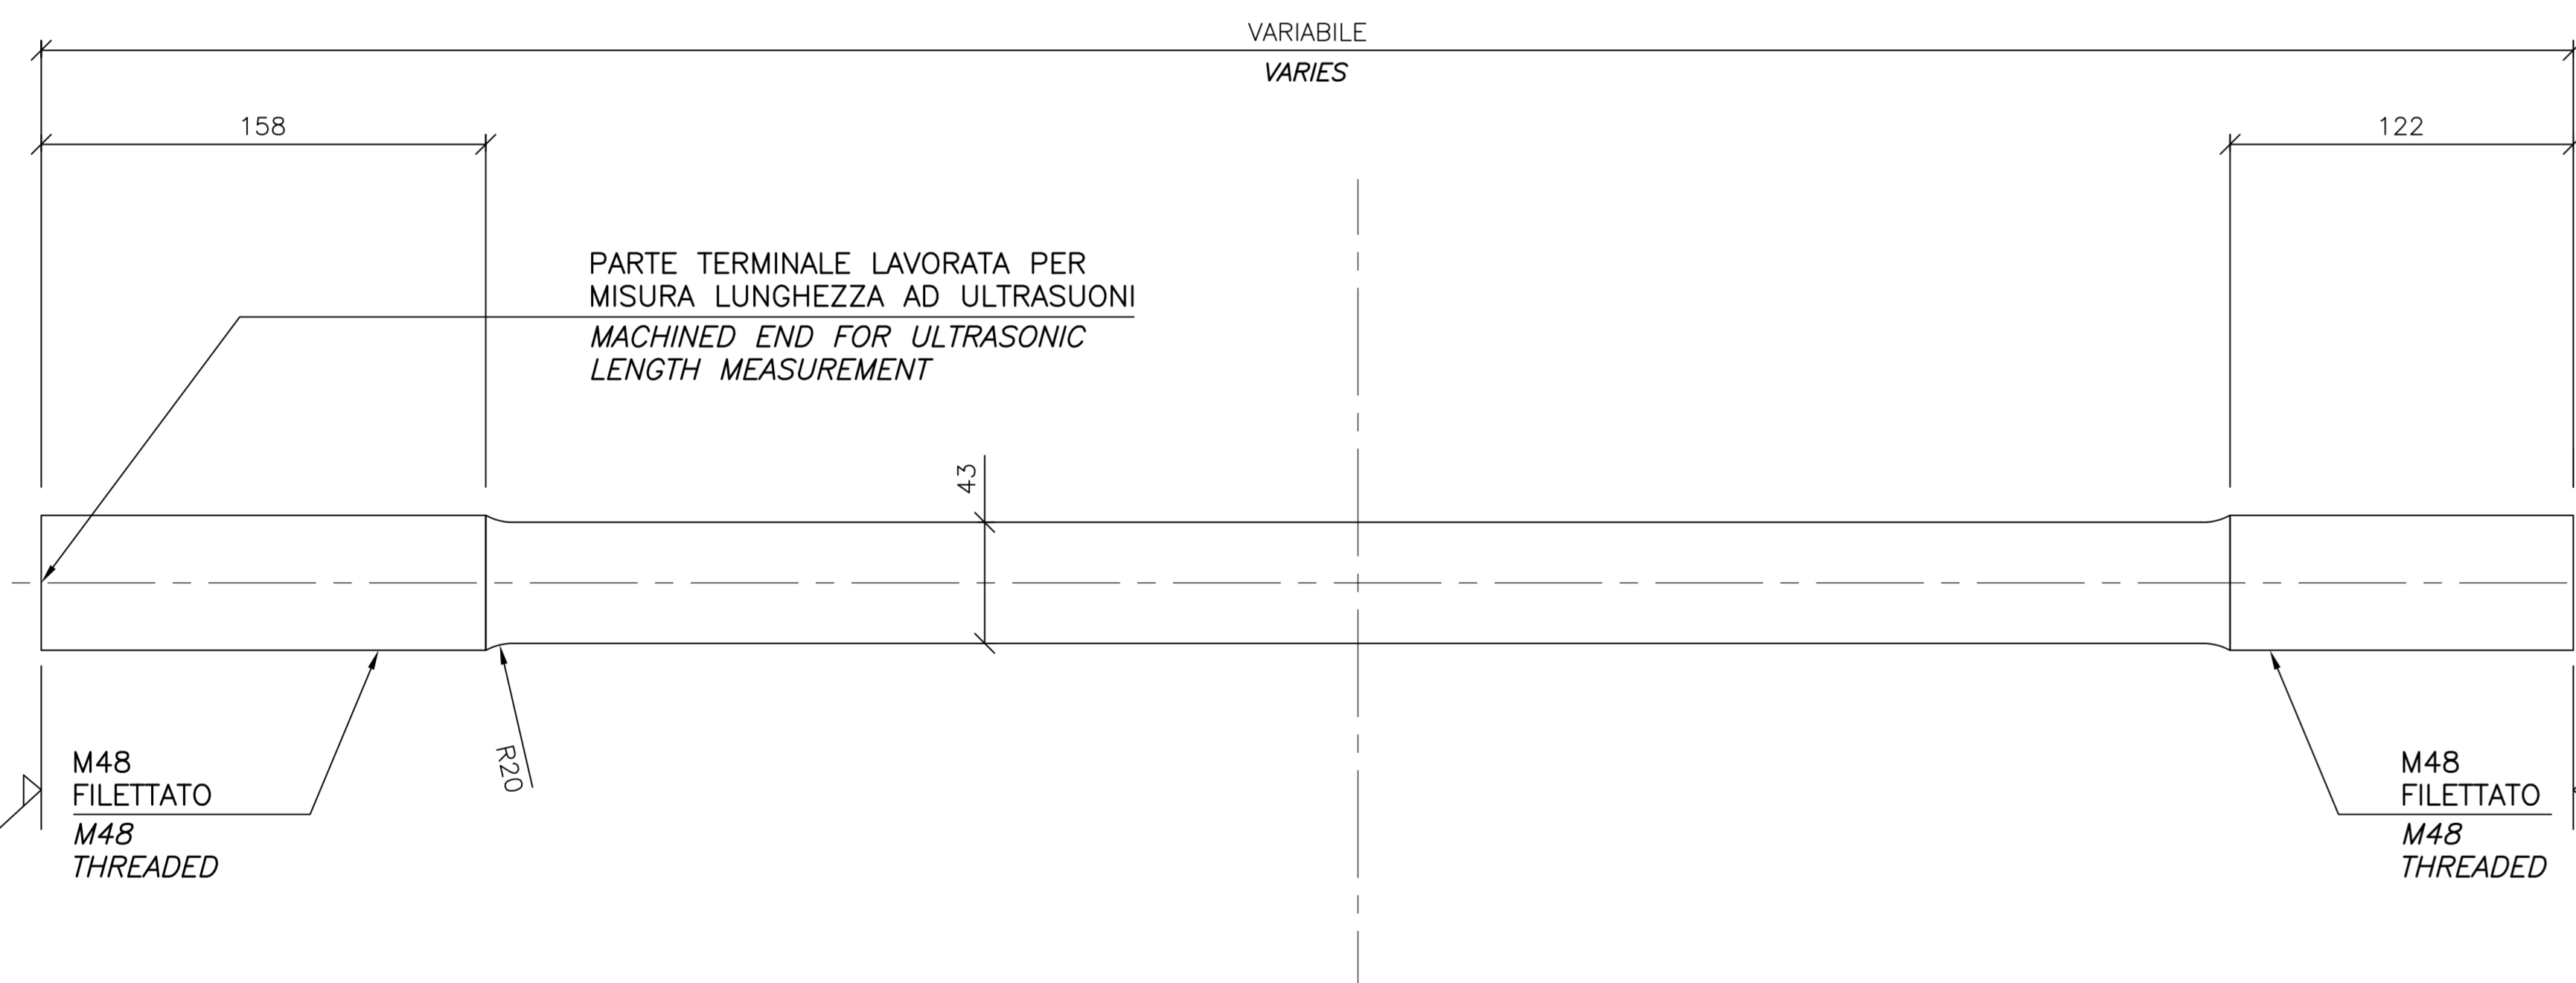 VARIABILE
VARIES
158
122
PARTE TERMINALE LAVORATA PER
MISURA LUNGHEZZA AD ULTRASUONI
MACHINED END FOR ULTRASONIC
LENGTH MEASUREMENT
43
R20
M48
FILETTATO
M48
THREADED
M48
FILETTATO
M48
THREADED